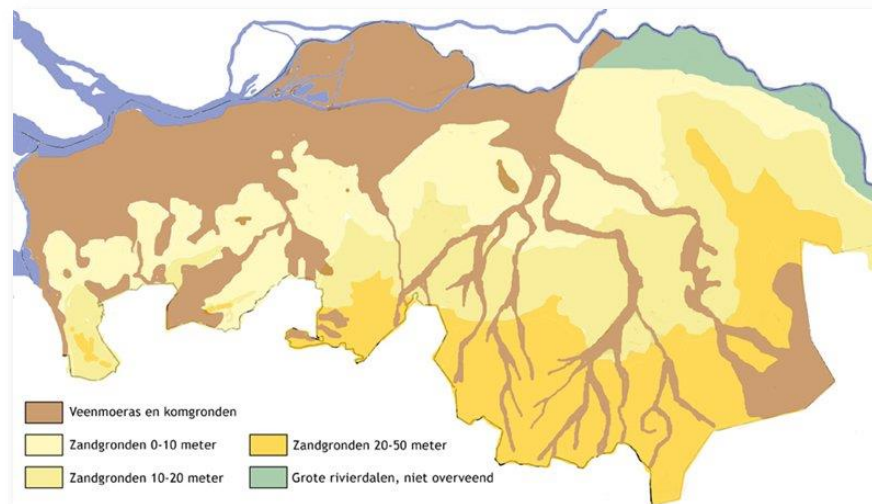 Veenmoeras en komgronden
Zandgronden 0-10 meter
Zandgronden 20-50 meter
Zandgronden 10-20 meter
Grote rivierdalen, niet overveend